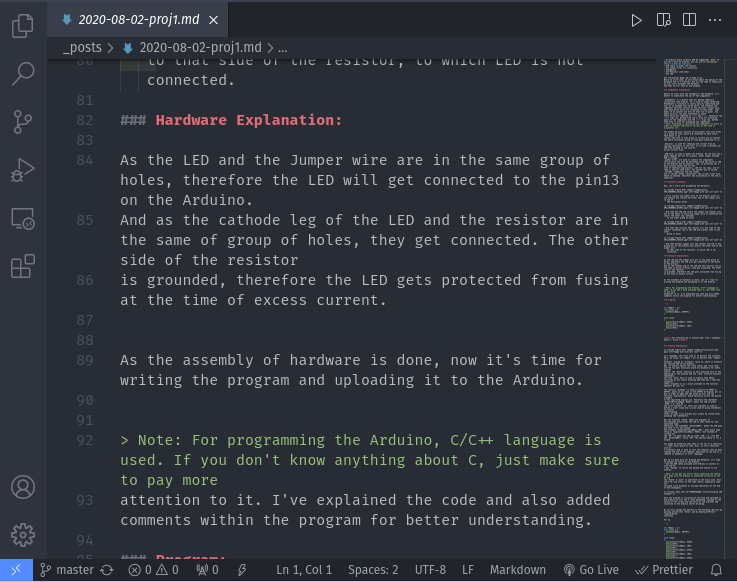 2020-08-02-proj1.md
_posts > 2020-08-02-proj1.md > ...
80 to that side of the resistor, to which LED is not
connected.
81
82 ### Hardware Explanation:
83
84 As the LED and the Jumper wire are in the same group of
holes, therefore the LED will get connected to the pin13
on the Arduino.
85 And as the cathode leg of the LED and the resistor are in
the same of group of holes, they get connected. The other
side of the resistor
86 is grounded, therefore the LED gets protected from fusing
at the time of excess current.
87
88
89 As the assembly of hardware is done, now it's time for
writing the program and uploading it to the Arduino.
90
91
92 > Note: For programming the Arduino, C/C++ language is
used. If you don't know anything about C, just make sure
to pay more
93 attention to it. I've explained the code and also added
comments within the program for better understanding.
94
95 ### Program:
master 0 0 0 Ln 1, Col 1 Spaces: 2 UTF-8 LF Markdown Go Live Prettier